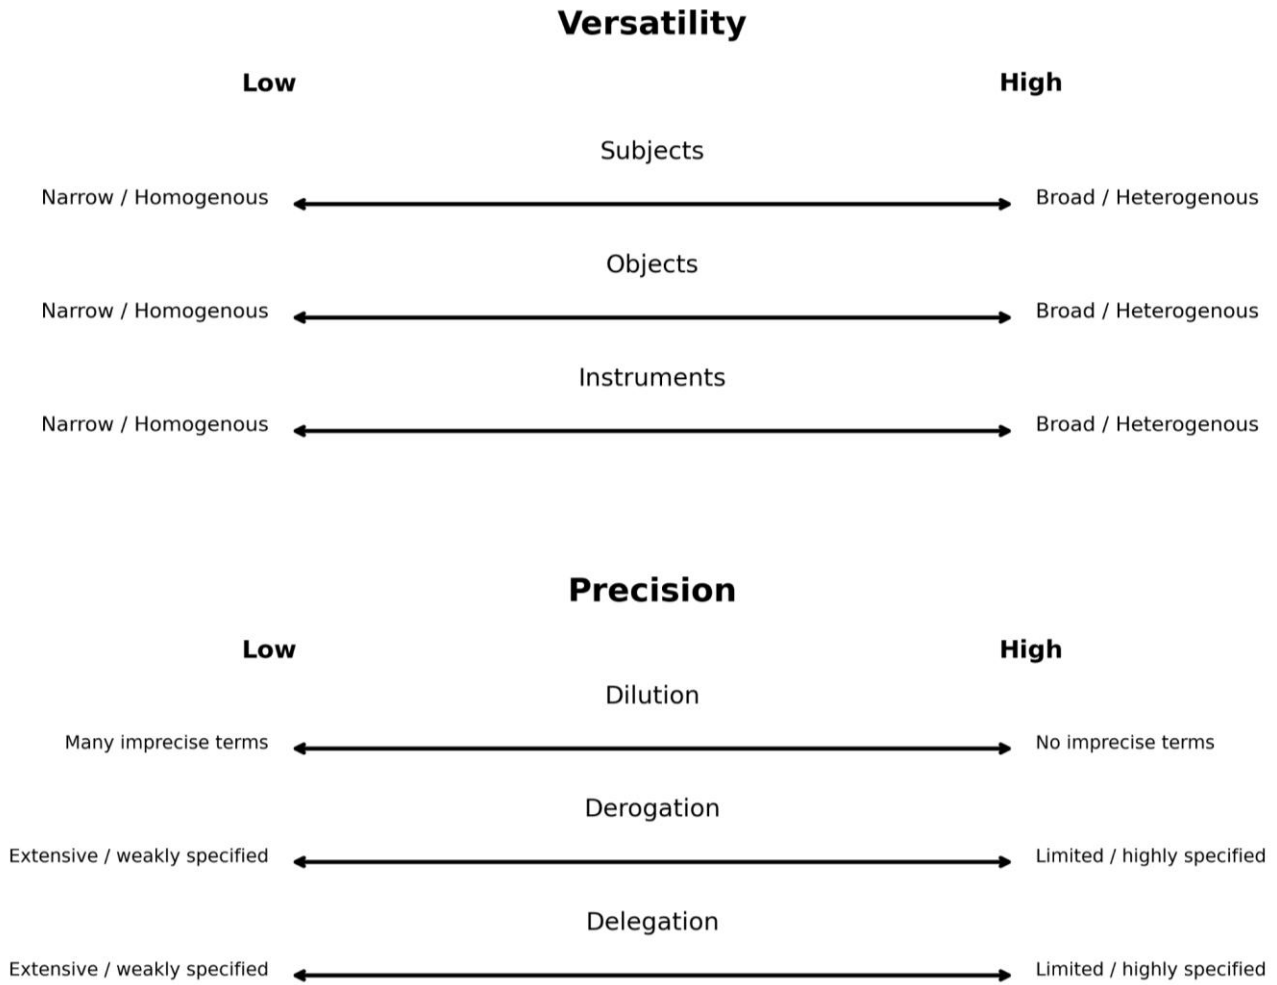 Versatility
Low High
Subjects
Narrow / Homogenous Broad / Heterogenous
Objects
Narrow / Homogenous Broad / Heterogenous
Instruments
Narrow / Homogenous Broad / Heterogenous
Precision
Low High
Dilution
Many imprecise terms No imprecise terms
Derogation
Extensive / weakly specified Limited / highly specified
Delegation
Extensive / weakly specified Limited / highly specified